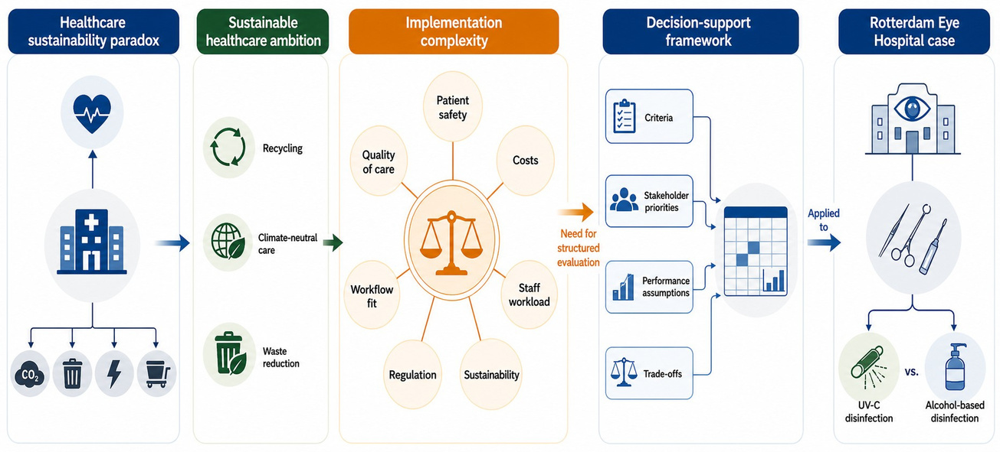 Healthcare
sustainability paradox
CO₂
Sustainable
healthcare ambition
Recycling
Climate-neutral
care
Waste
reduction
Implementation
complexity
Patient
safety
Quality
of care
Costs
Workflow
fit
Staff
workload
Regulation
Sustainability
Need for
structured
evaluation
Decision-support
framework
Criteria
Stakeholder
priorities
Performance
assumptions
Trade-offs
Applied
to
Rotterdam Eye
Hospital case
UV-C
disinfection
vs.
Alcohol-based
disinfection